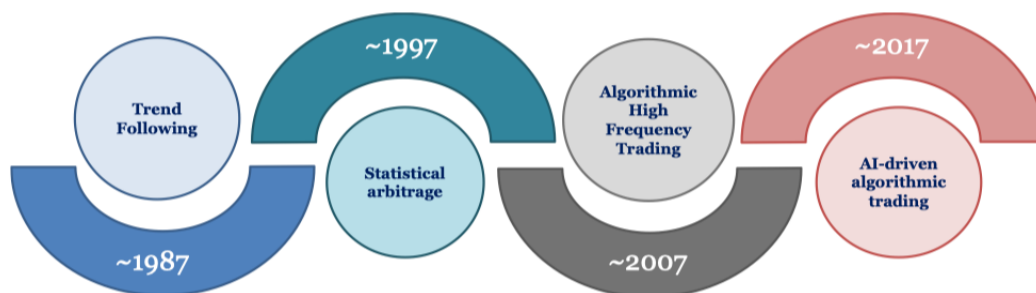 Trend
Following
~1987
~1997
Statistical
arbitrage
Algorithmic
High
Frequency
Trading
~2007
~2017
AI-driven
algorithmic
trading